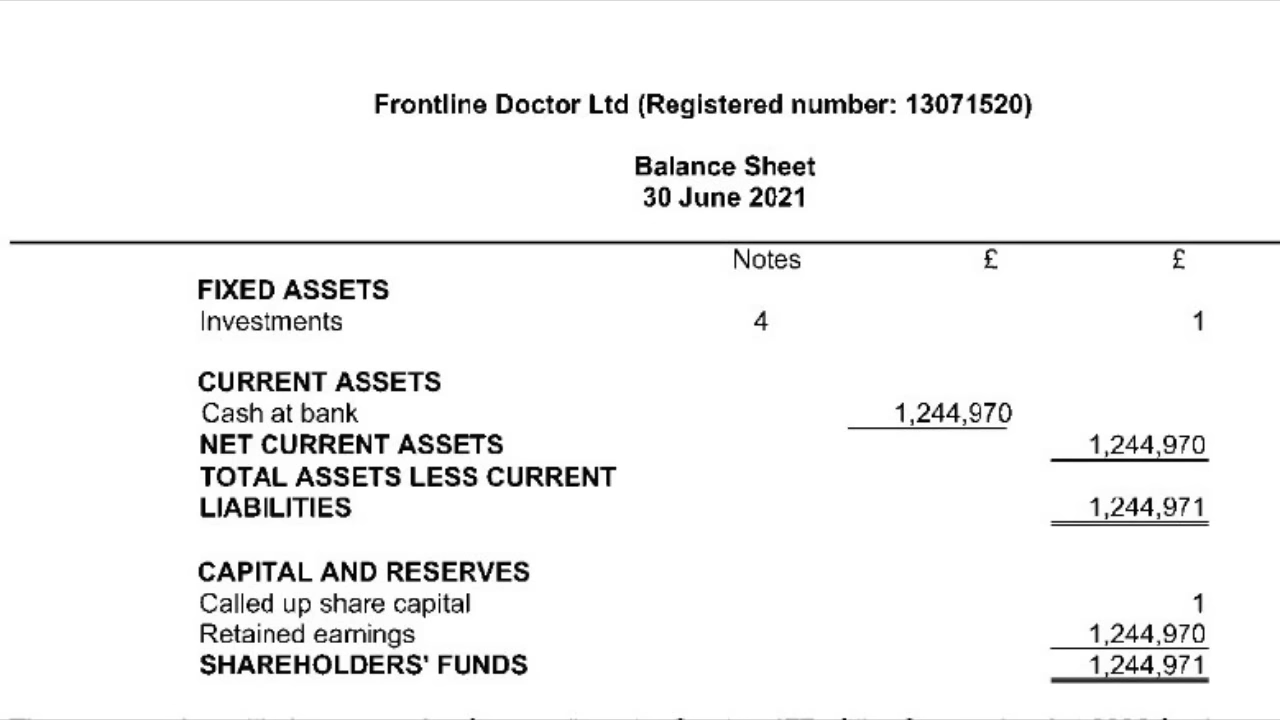 Frontline Doctor Ltd (Registered number: 13071520)
Balance Sheet
30 June 2021
Notes £ £
FIXED ASSETS
Investments 4 1
CURRENT ASSETS
Cash at bank 1,244,970
NET CURRENT ASSETS 1,244,970
TOTAL ASSETS LESS CURRENT
LIABILITIES 1,244,971
CAPITAL AND RESERVES
Called up share capital 1
Retained earnings 1,244,970
SHAREHOLDERS' FUNDS 1,244,971